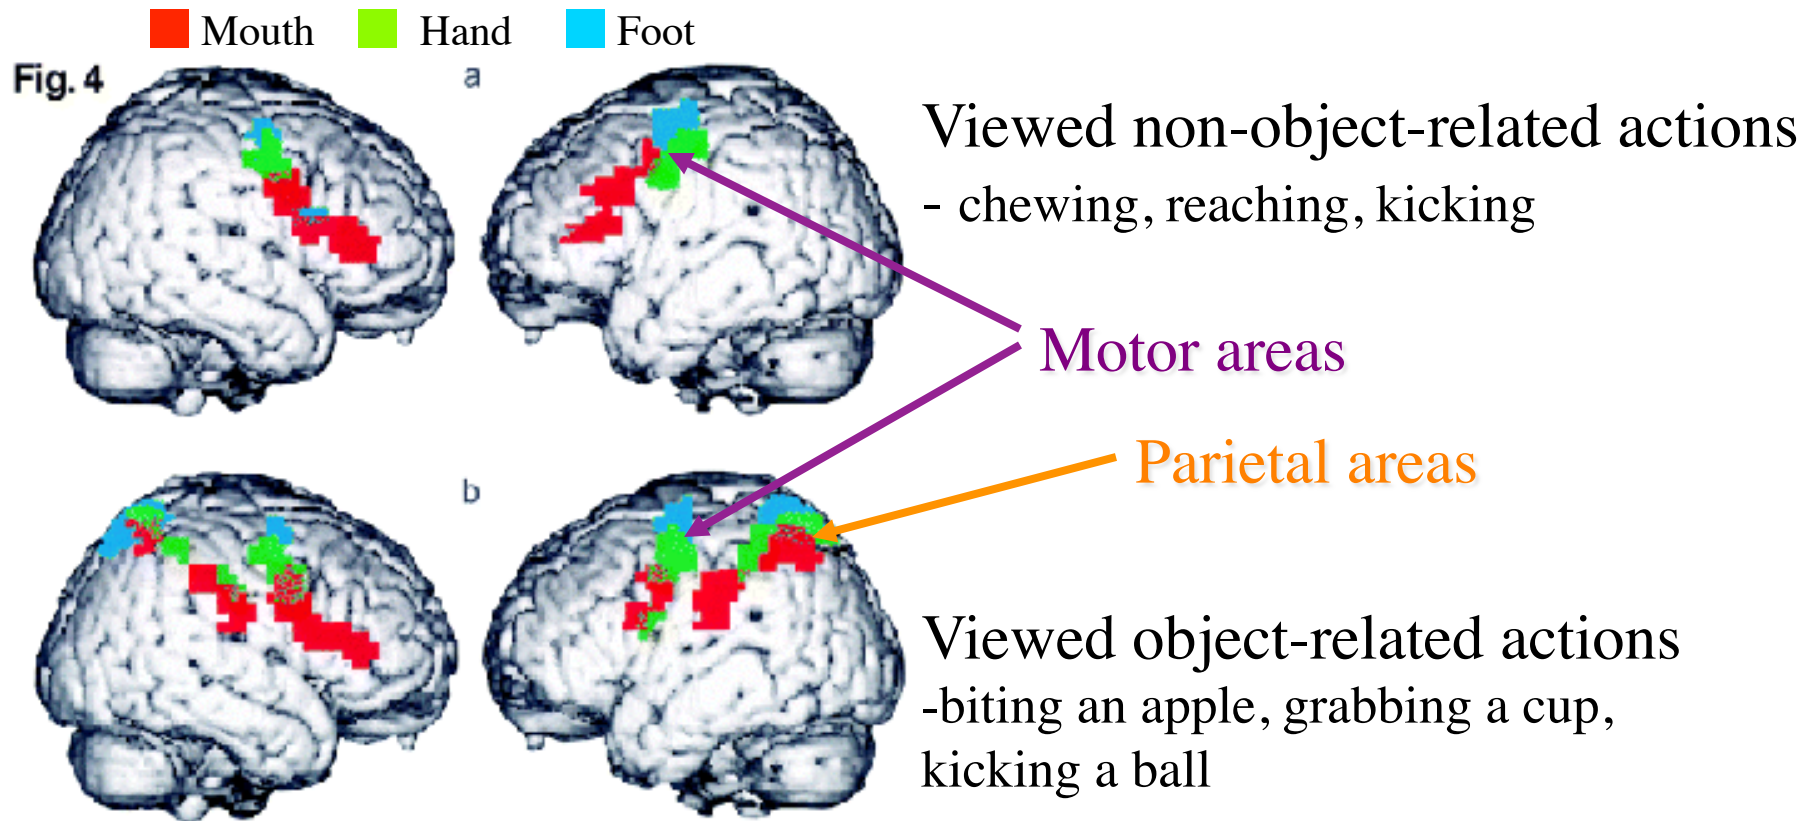 Mouth Hand Foot
Fig. 4
a
Viewed non-object-related actions
- chewing, reaching, kicking
Motor areas
Parietal areas
b
Viewed object-related actions
-biting an apple, grabbing a cup,
kicking a ball